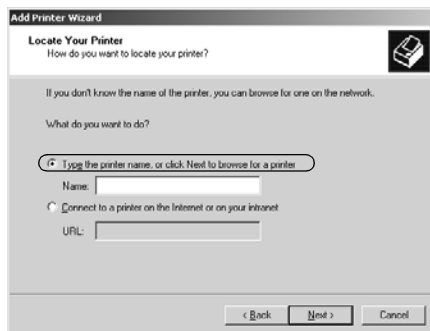 Add Printer Wizard
Locate Your Printer
How do you want to locate your printer?
If you don't know the name of the printer, you can browse for one on the network.
What do you want to do?
Type the printer name, or click Next to browse for a printer
Name:
Connect to a printer on the Internet or on your intranet
URL:
< Back Next > Cancel